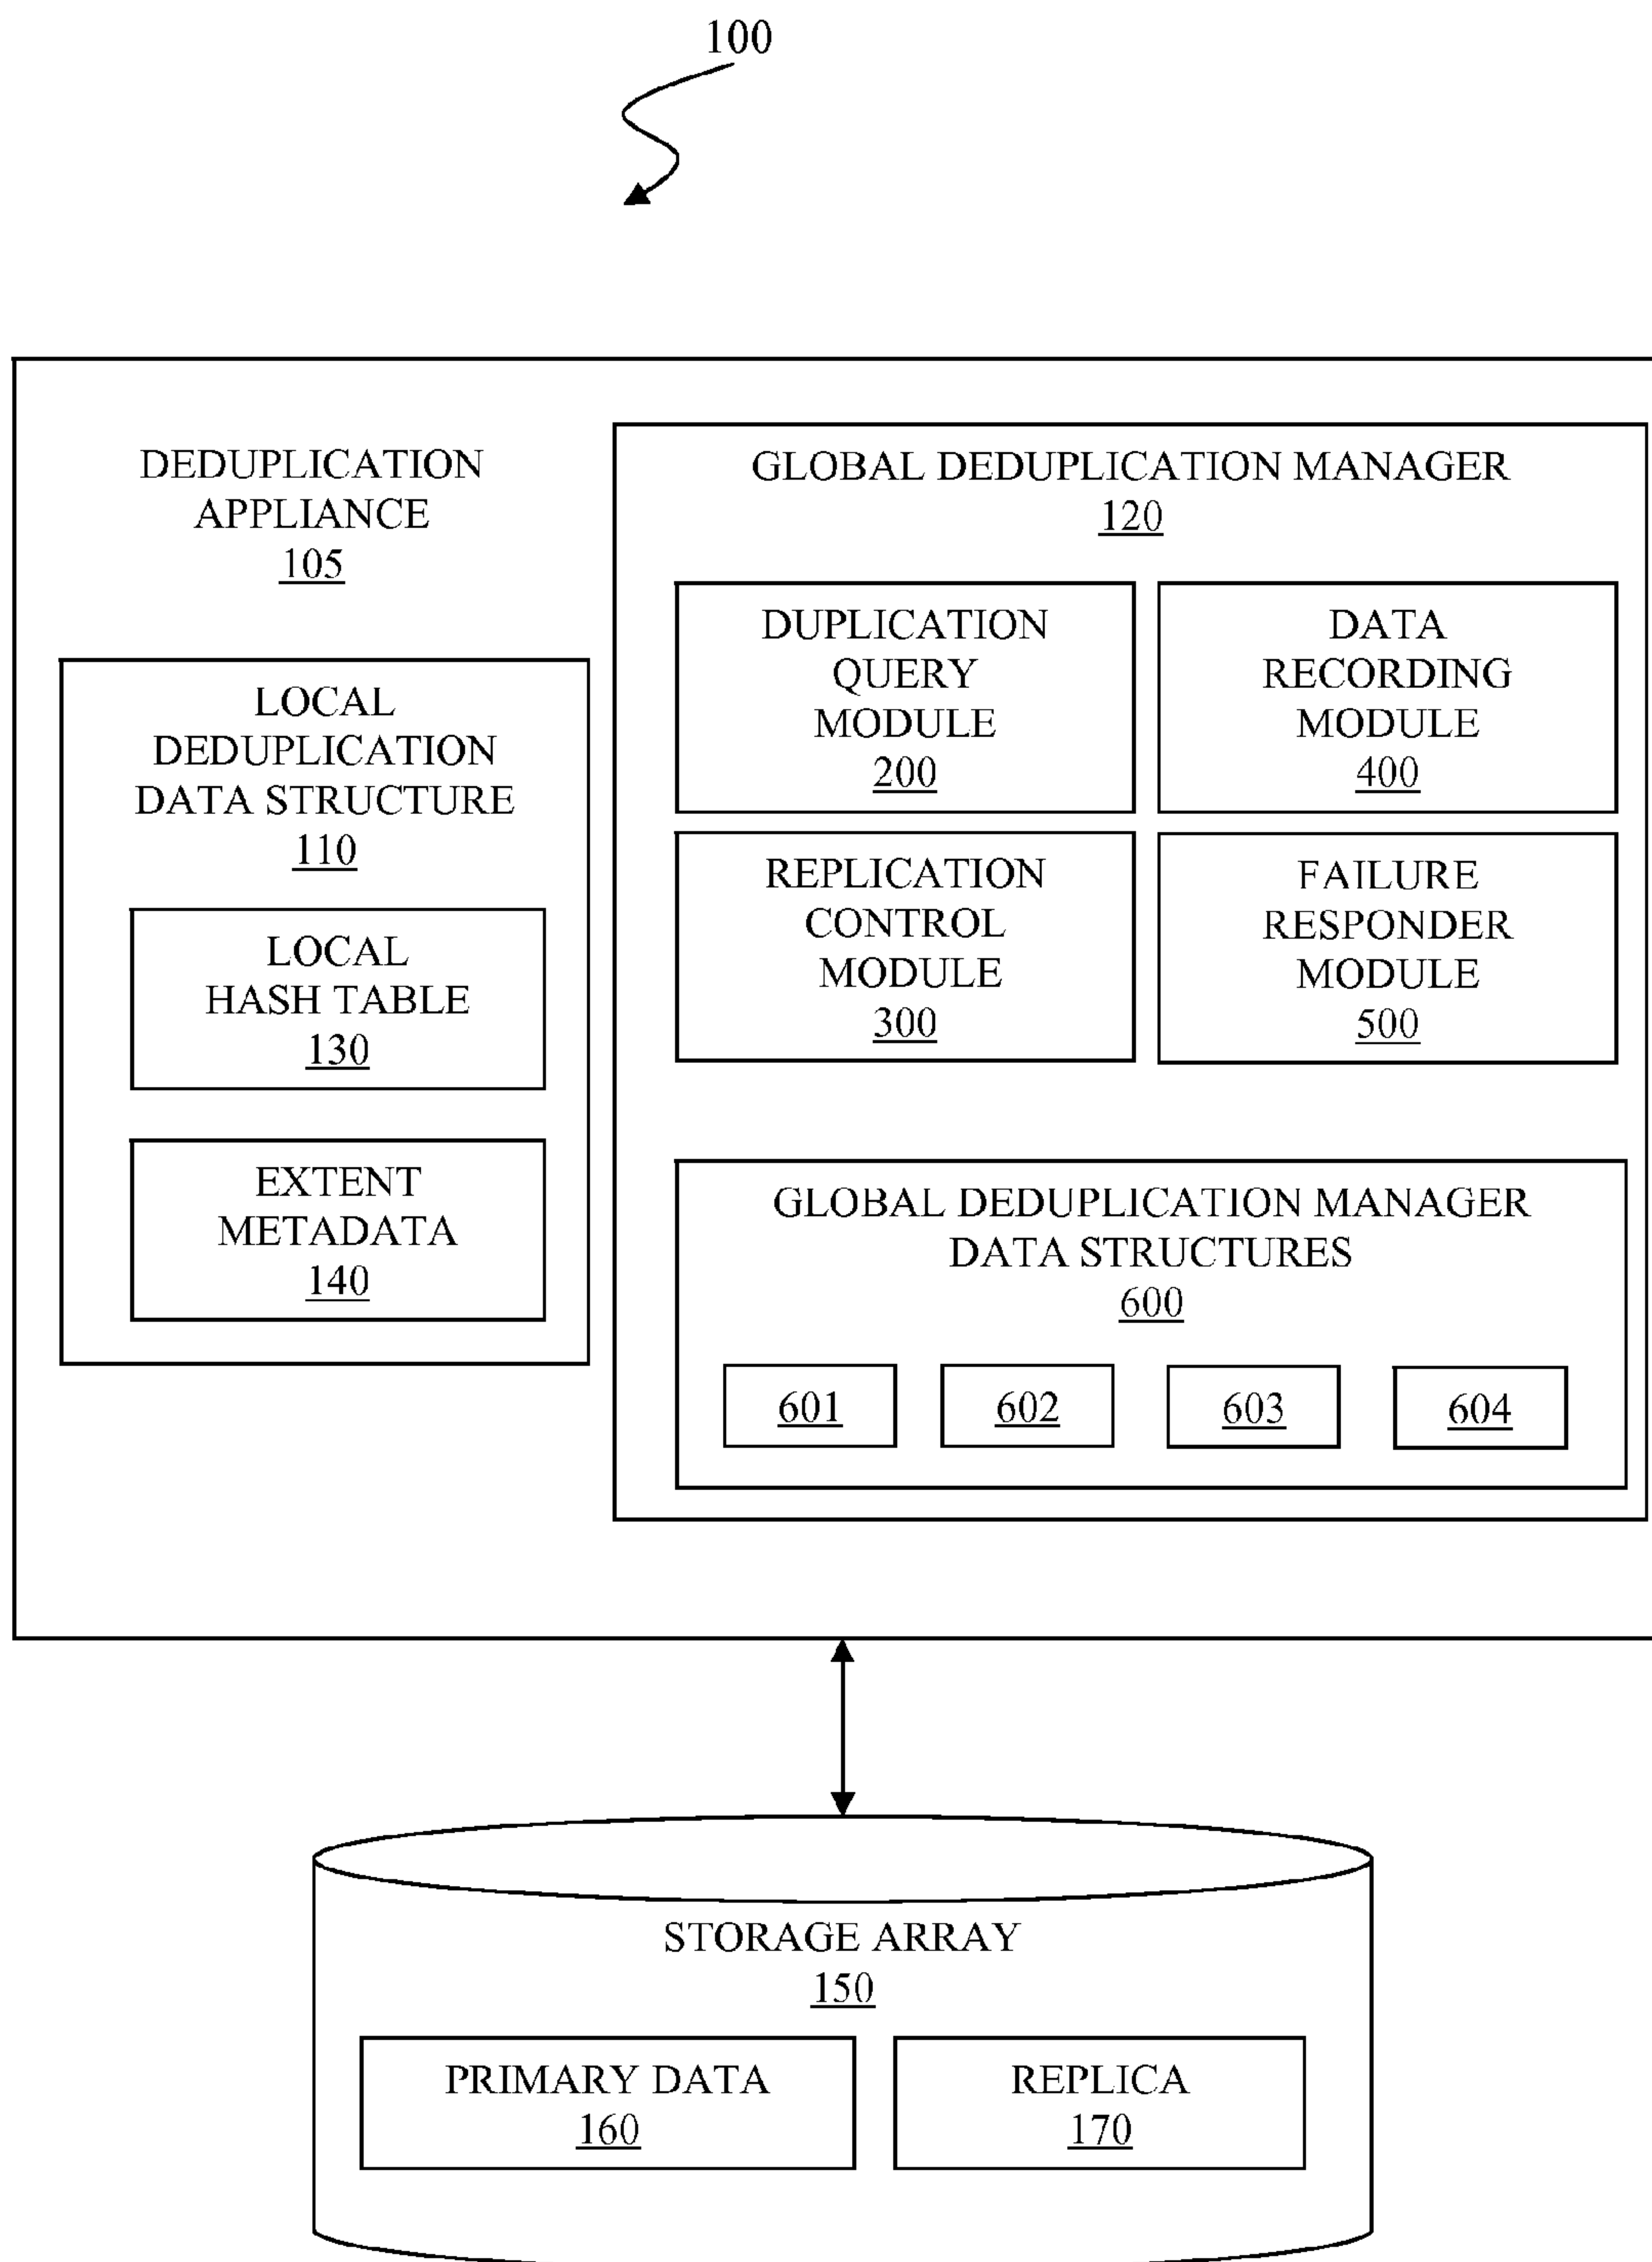 100
DEDUPLICATION
APPLIANCE
105
LOCAL
DEDUPLICATION
DATA STRUCTURE
110
LOCAL
HASH TABLE
130
EXTENT
METADATA
140
GLOBAL DEDUPLICATION MANAGER
120
DUPLICATION
QUERY
MODULE
200
DATA
RECORDING
MODULE
400
REPLICATION
CONTROL
MODULE
300
FAILURE
RESPONDER
MODULE
500
GLOBAL DEDUPLICATION MANAGER
DATA STRUCTURES
600
601
602
603
604
STORAGE ARRAY
150
PRIMARY DATA
160
REPLICA
170